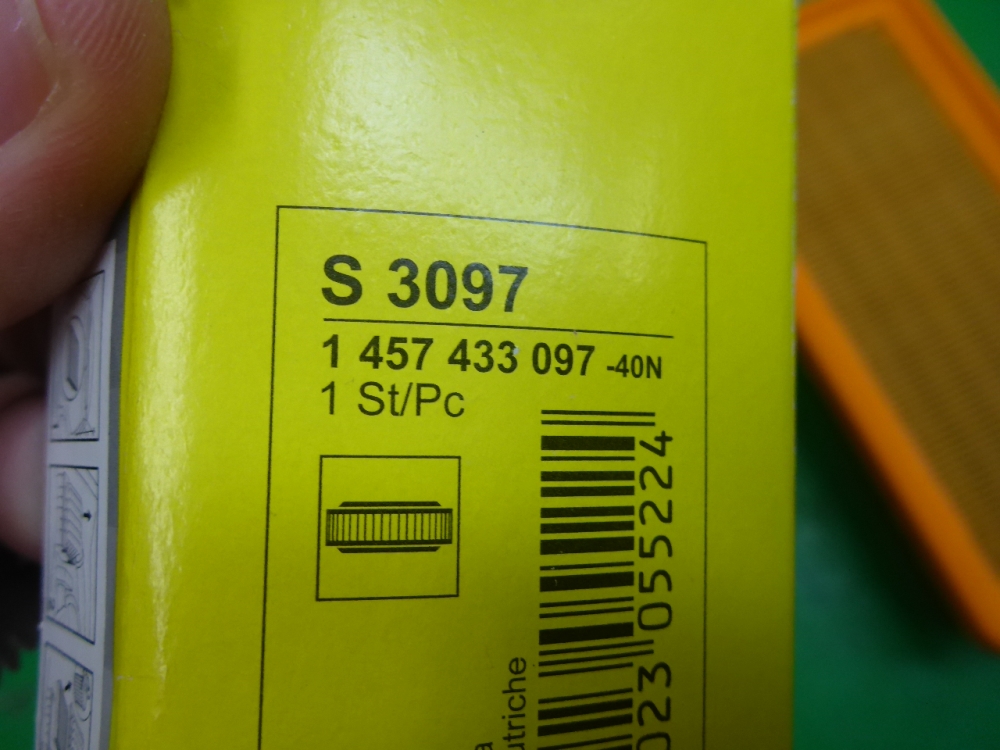 S 3097
1 457 433 097 -40N
1 St/Pc
023 055224
utriche